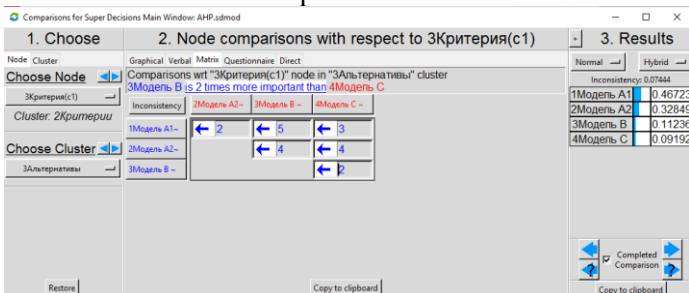 Comparisons for Super Decisions Main Window: AHP.sdmod
1. Choose
2. Node comparisons with respect to 3Критерия(c1)
+ 3. Results
Node Cluster
Choose Node
3Критерия(c1)
Cluster: 2Критерии
Choose Cluster
3Альтернативы
Restore
Graphical Verbal Matrix Questionnaire Direct
Comparisons wrt "3Критерия(c1)" node in "3Альтернативы" cluster
3Модель B is 2 times more important than 4Модель C
Inconsistency 2Модель A2~ 3Модель B ~ 4Модель C ~
1Модель A1~ 2 5 3
2Модель A2~ 4 4
3Модель B ~ 2
Copy to clipboard
Normal Hybrid
Inconsistency: 0.07444
1Модель A1 0.46723
2Модель A2 0.32849
3Модель B 0.11236
4Модель C 0.09192
Completed
Comparison
Copy to clipboard